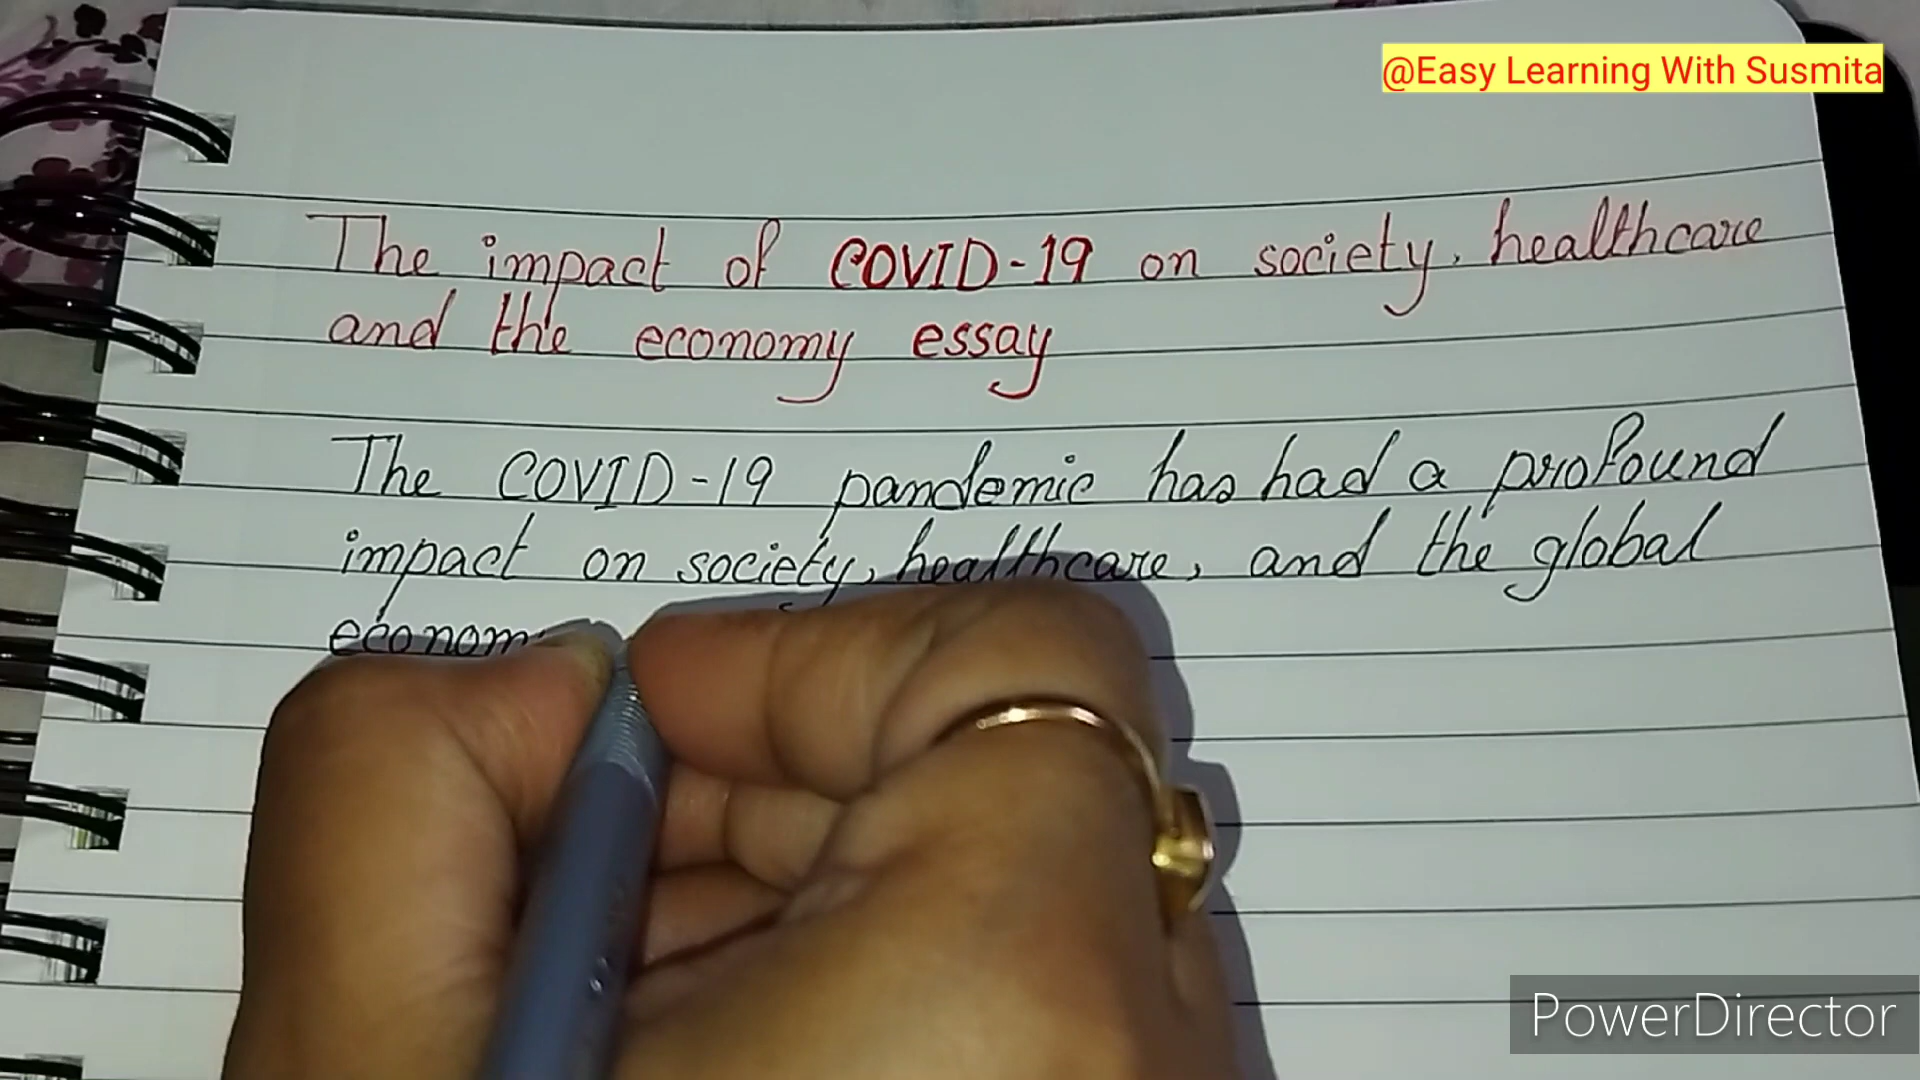 @Easy Learning With Susmita
The impact of COVID-19 on society, healthcare
and the economy essay
The COVID-19 pandemic has had a profound
impact on society, healthcare, and the global
econom
PowerDirector